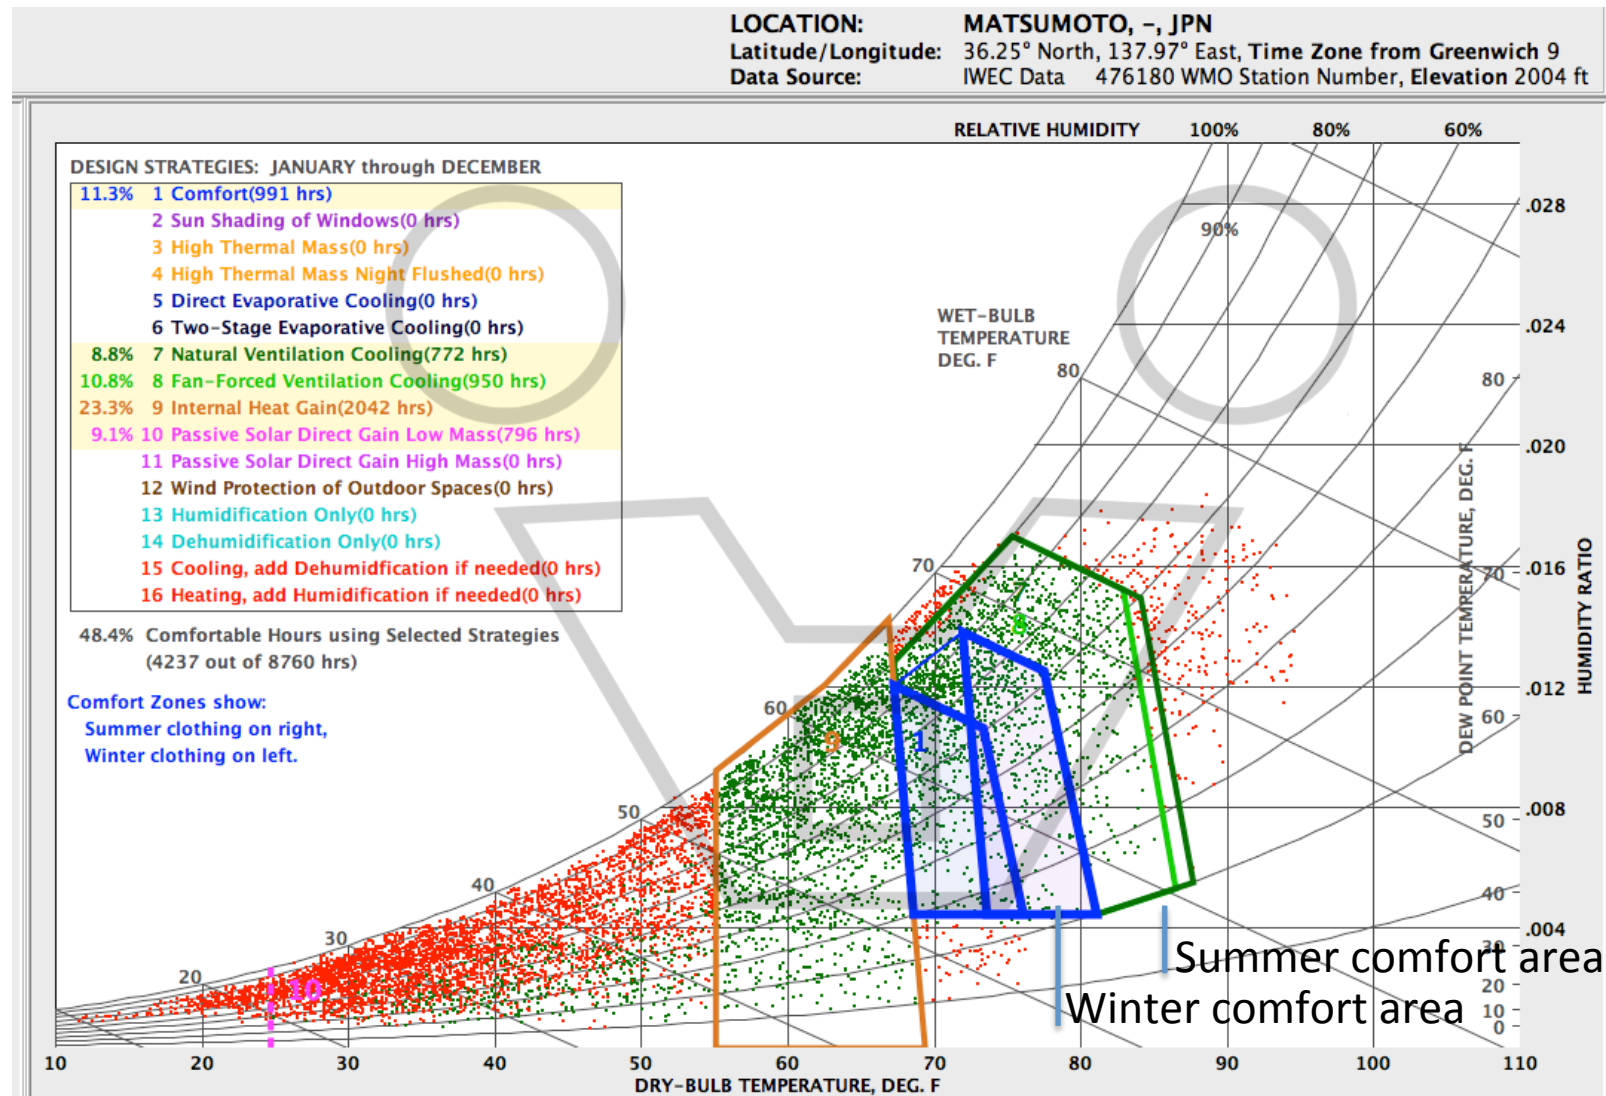 LOCATION: MATSUMOTO, -, JPN
Latitude/Longitude: 36.25° North, 137.97° East, Time Zone from Greenwich 9
Data Source: IWEC Data 476180 WMO Station Number, Elevation 2004 ft
RELATIVE HUMIDITY 100% 80% 60%
DESIGN STRATEGIES: JANUARY through DECEMBER
11.3% 1 Comfort(991 hrs)
2 Sun Shading of Windows(0 hrs)
3 High Thermal Mass(0 hrs)
4 High Thermal Mass Night Flushed(0 hrs)
5 Direct Evaporative Cooling(0 hrs)
6 Two-Stage Evaporative Cooling(0 hrs)
8.8% 7 Natural Ventilation Cooling(772 hrs)
10.8% 8 Fan-Forced Ventilation Cooling(950 hrs)
23.3% 9 Internal Heat Gain(2042 hrs)
9.1% 10 Passive Solar Direct Gain Low Mass(796 hrs)
11 Passive Solar Direct Gain High Mass(0 hrs)
12 Wind Protection of Outdoor Spaces(0 hrs)
13 Humidification Only(0 hrs)
14 Dehumidification Only(0 hrs)
15 Cooling, add Dehumidfication if needed(0 hrs)
16 Heating, add Humidification if needed(0 hrs)
48.4% Comfortable Hours using Selected Strategies
(4237 out of 8760 hrs)
Comfort Zones show:
Summer clothing on right,
Winter clothing on left.
90%
WET-BULB
TEMPERATURE
DEG. F
80
70
60
50
40
30
20
7
8
9
1
10
.028
.024
.020
.016
.012
.008
.004
HUMIDITY RATIO
DEW POINT TEMPERATURE, DEG. F
80
70
60
50
40
30
20
10
0
Summer comfort area
Winter comfort area
10 20 30 40 50 60 70 80 90 100 110
DRY-BULB TEMPERATURE, DEG. F